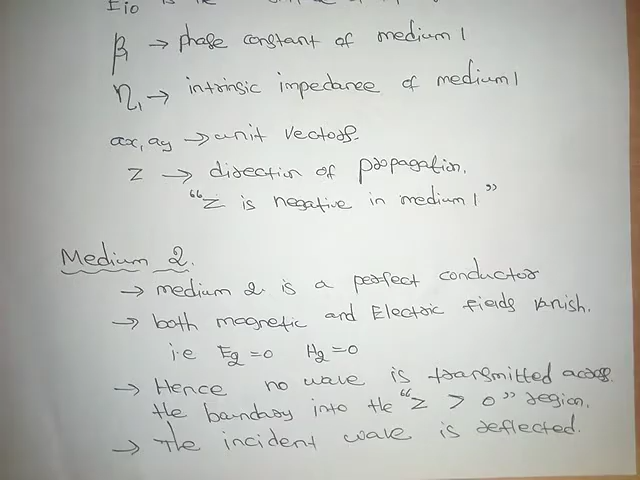 Eio is the
β1 → phase constant of medium 1
η1 → intrinsic impedance of medium 1
ax, ay → unit vectors.
Z → direction of propagation.
"Z is negative in medium 1"
Medium 2.
→ medium 2 is a perfect conductor
→ both magnetic and Electric fields vanish.
i.e E2 = 0 H2 = 0
→ Hence no wave is transmitted across
the boundary into the "Z > 0" region.
→ The incident wave is reflected.